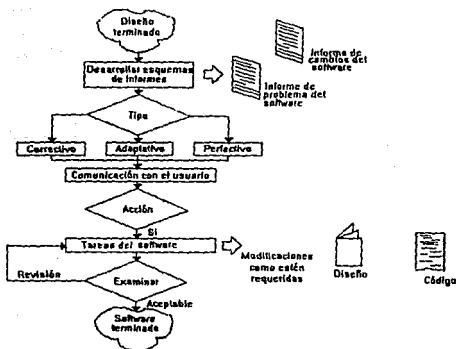 Diseño
terminado
Desarrollar esquemas
de informes
Informe de
cambios del
software
Informe de
problema del
software
Tipo
Correctivo
Adaptativo
Perfectivo
Comunicación con el usuario
Acción
Si
Tareas del software
Modificaciones
como estén
requeridas
Diseño
Código
Revisión
Examinar
Aceptable
Software
terminado